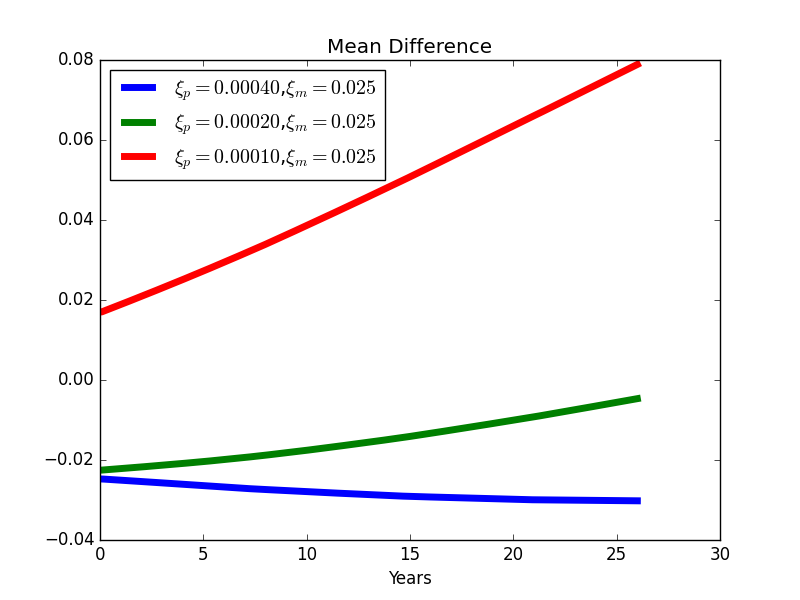 Mean Difference
0.08
0.06
0.04
0.02
0.00
−0.02
−0.04
ξp = 0.00040,ξm = 0.025
ξp = 0.00020,ξm = 0.025
ξp = 0.00010,ξm = 0.025
0 5 10 15 20 25 30
Years